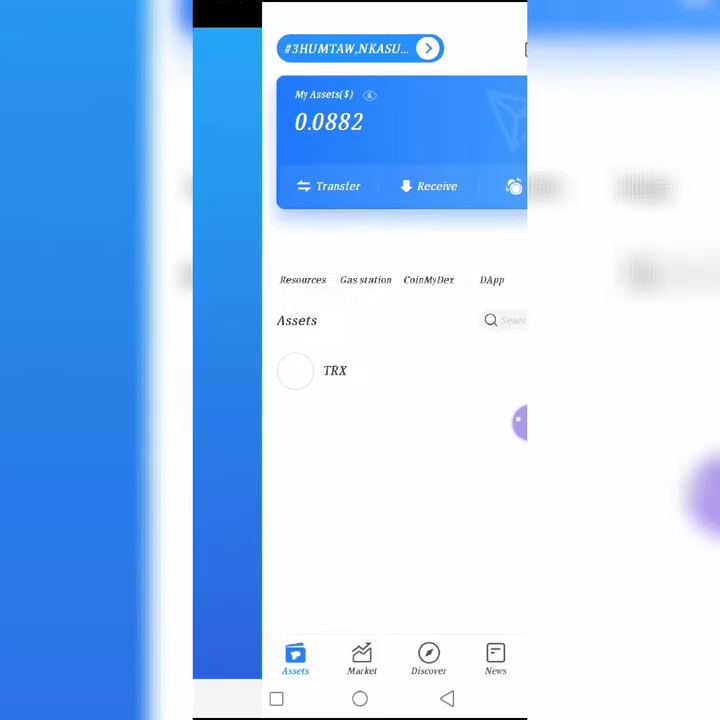 #3HUMTAW,NKASU...
My Assets($)
0.0882
Transfer
Receive
Resources
Gas station
CoinMyDex
DApp
Assets
TRX
Assets
Market
Discover
News